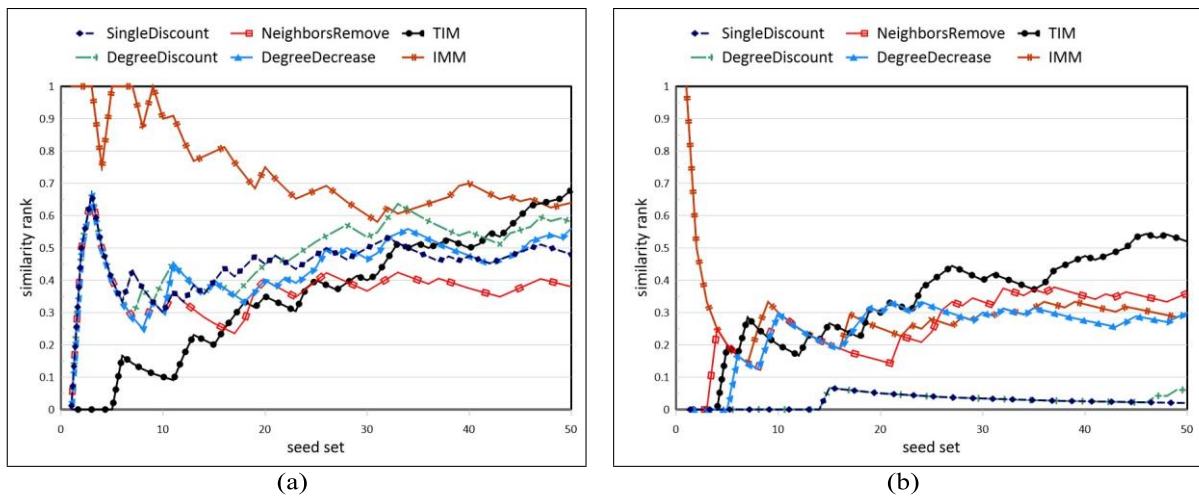 SingleDiscount NeighborsRemove TIM
DegreeDiscount DegreeDecrease IMM
1
0.9
0.8
0.7
0.6
0.5
0.4
0.3
0.2
0.1
0
similarity rank
0 10 20 30 40 50
seed set
(a)
SingleDiscount NeighborsRemove TIM
DegreeDiscount DegreeDecrease IMM
1
0.9
0.8
0.7
0.6
0.5
0.4
0.3
0.2
0.1
0
similarity rank
0 10 20 30 40 50
seed set
(b)